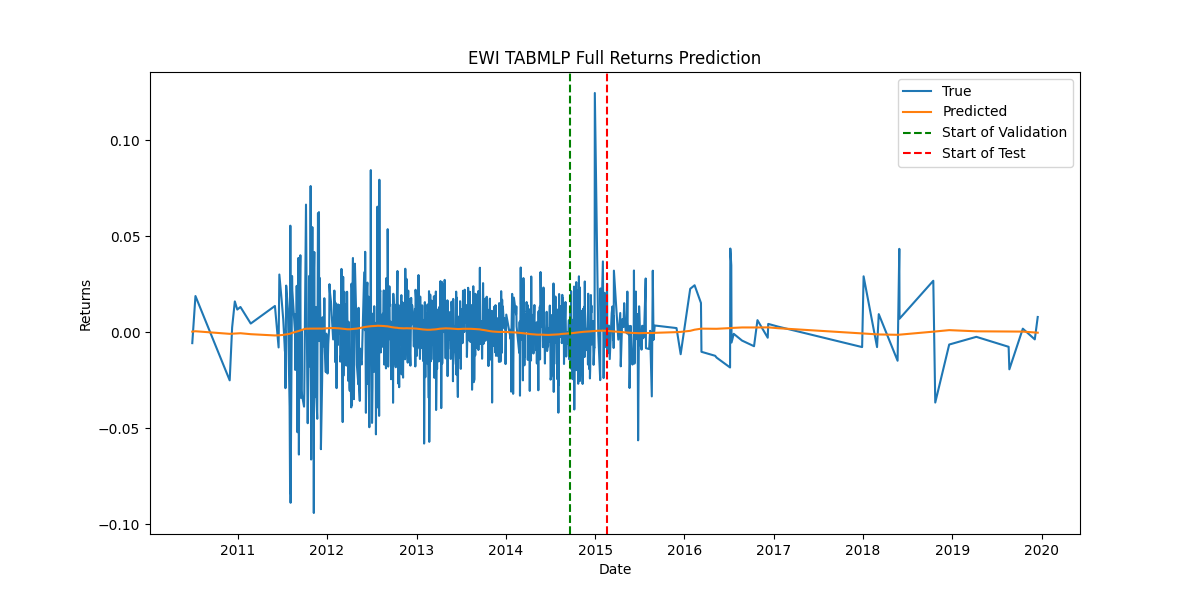 EWI TABMLP Full Returns Prediction
True
Predicted
Start of Validation
Start of Test
Returns
0.10
0.05
0.00
−0.05
−0.10
2011 2012 2013 2014 2015 2016 2017 2018 2019 2020
Date